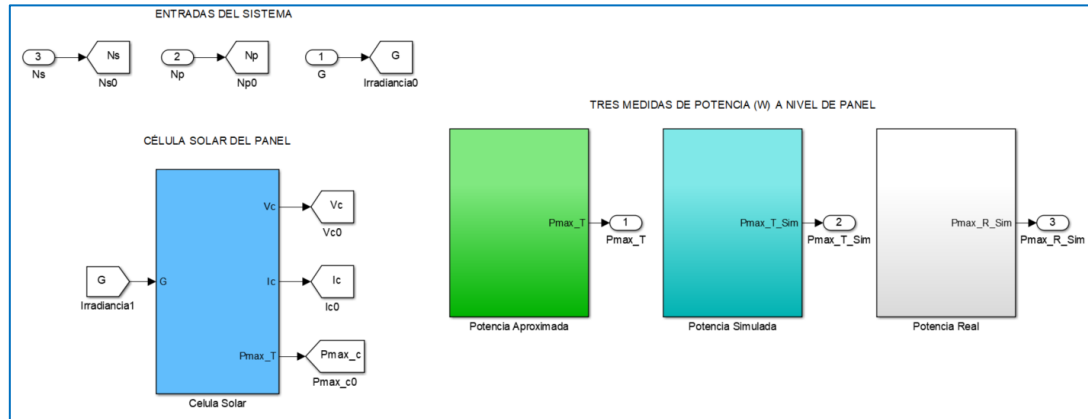 ENTRADAS DEL SISTEMA
3
Ns
Ns
Ns0
2
Np
Np
Np0
1
G
G
Irradiancia0
TRES MEDIDAS DE POTENCIA (W) A NIVEL DE PANEL
CÉLULA SOLAR DEL PANEL
G
Irradiancia1
G
Vc
Vc
Vc0
Ic
Ic
Ic0
Pmax_T
Pmax_c
Pmax_c0
Celula Solar
Pmax_T
1
Pmax_T
Potencia Aproximada
Pmax_T_Sim
2
Pmax_T_Sim
Potencia Simulada
Pmax_R_Sim
3
Pmax_R_Sim
Potencia Real